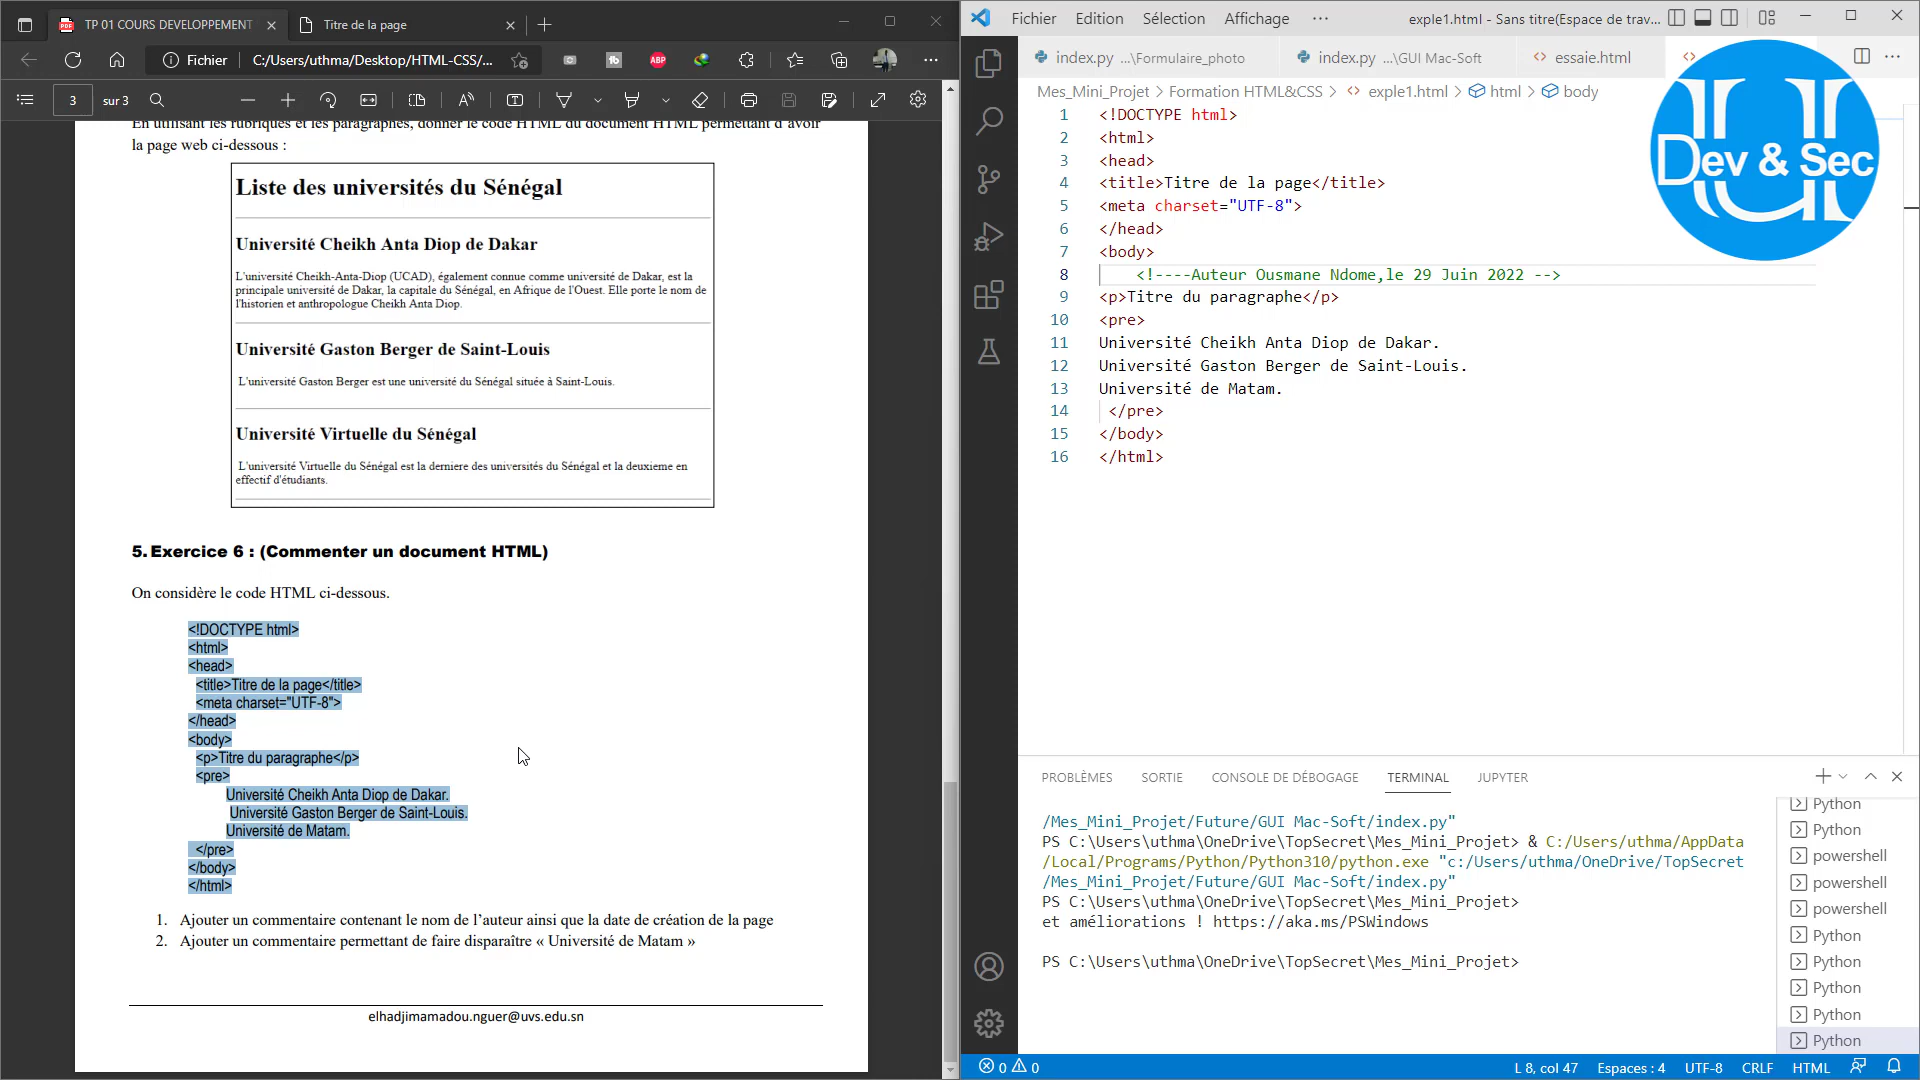 TP 01 COURS DEVELOPPEMENT
Titre de la page
Fichier
C:/Users/uthma/Desktop/HTML-CSS/...
3
sur 3
En utilisant les rubriques et les paragraphes, donner le code HTML du document HTML permettant d'avoir
la page web ci-dessous :
Liste des universités du Sénégal
Université Cheikh Anta Diop de Dakar
L'université Cheikh-Anta-Diop (UCAD), également connue comme université de Dakar, est la
principale université de Dakar, la capitale du Sénégal, en Afrique de l'Ouest. Elle porte le nom de
l'historien et anthropologue Cheikh Anta Diop.
Université Gaston Berger de Saint-Louis
L'université Gaston Berger est une université du Sénégal située à Saint-Louis.
Université Virtuelle du Sénégal
L'université Virtuelle du Sénégal est la derniere des universités du Sénégal et la deuxieme en
effectif d'étudiants.
5. Exercice 6 : (Commenter un document HTML)
On considère le code HTML ci-dessous.
<!DOCTYPE html>
<html>
<head>
<title>Titre de la page</title>
<meta charset="UTF-8">
</head>
<body>
<p>Titre du paragraphe</p>
<pre>
Université Cheikh Anta Diop de Dakar.
Université Gaston Berger de Saint-Louis.
Université de Matam.
</pre>
</body>
</html>
1. Ajouter un commentaire contenant le nom de l'auteur ainsi que la date de création de la page
2. Ajouter un commentaire permettant de faire disparaître « Université de Matam »
elhadjimamadou.nguer@uvs.edu.sn
Fichier Edition Sélection Affichage ···
exple1.html - Sans titre(Espace de trav...
index.py ...\Formulaire_photo
index.py ...\GUI Mac-Soft
essaie.html
Mes_Mini_Projet > Formation HTML&CSS > exple1.html > html > body
1 <!DOCTYPE html>
2 <html>
3 <head>
4 <title>Titre de la page</title>
5 <meta charset="UTF-8">
6 </head>
7 <body>
8 <!----Auteur Ousmane Ndome,le 29 Juin 2022 -->
9 <p>Titre du paragraphe</p>
10 <pre>
11 Université Cheikh Anta Diop de Dakar.
12 Université Gaston Berger de Saint-Louis.
13 Université de Matam.
14 </pre>
15 </body>
16 </html>
U
Dev & Sec
PROBLÈMES SORTIE CONSOLE DE DÉBOGAGE TERMINAL JUPYTER
/Mes_Mini_Projet/Future/GUI Mac-Soft/index.py"
PS C:\Users\uthma\OneDrive\TopSecret\Mes_Mini_Projet> & C:/Users/uthma/AppData
/Local/Programs/Python/Python310/python.exe "c:/Users/uthma/OneDrive/TopSecret
/Mes_Mini_Projet/Future/GUI Mac-Soft/index.py"
PS C:\Users\uthma\OneDrive\TopSecret\Mes_Mini_Projet>
et améliorations ! https://aka.ms/PSWindows
PS C:\Users\uthma\OneDrive\TopSecret\Mes_Mini_Projet>
Python
Python
powershell
powershell
powershell
Python
Python
Python
Python
Python
0 0
L 8, col 47 Espaces : 4 UTF-8 CRLF HTML